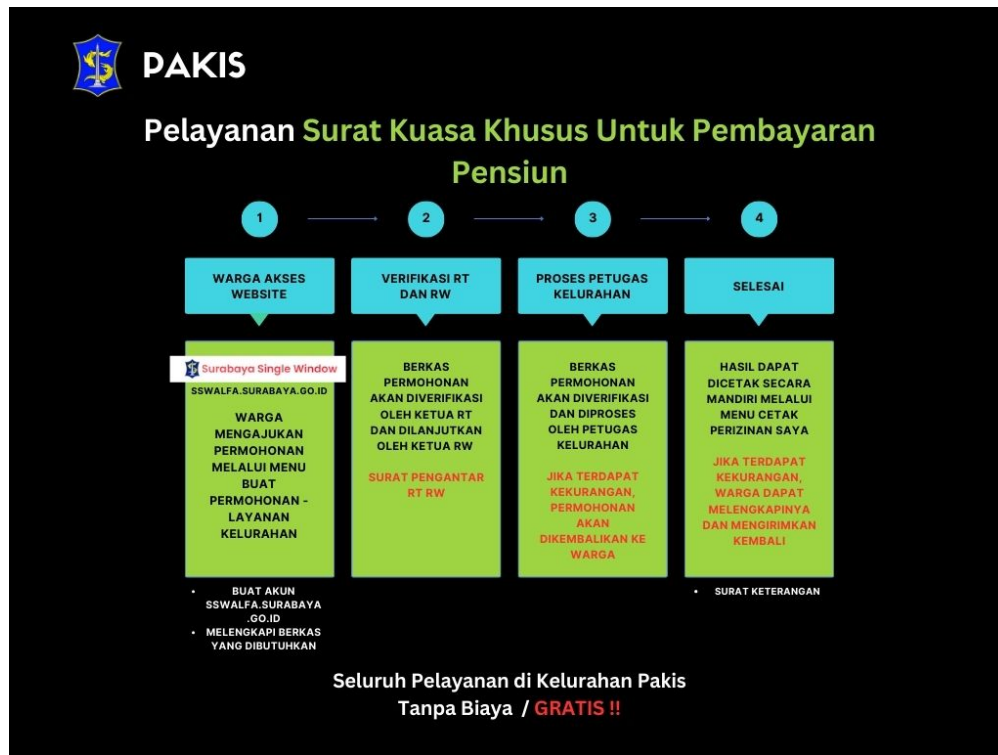 PAKIS
Pelayanan Surat Kuasa Khusus Untuk Pembayaran
Pensiun
1
2
3
4
WARGA AKSES
WEBSITE
VERIFIKASI RT
DAN RW
PROSES PETUGAS
KELURAHAN
SELESAI
Surabaya Single Window
SSWALFA.SURABAYA.GO.ID
WARGA
MENGAJUKAN
PERMOHONAN
MELALUI MENU
BUAT
PERMOHONAN -
LAYANAN
KELURAHAN
BERKAS
PERMOHONAN
AKAN DIVERIFIKASI
OLEH KETUA RT
DAN DILANJUTKAN
OLEH KETUA RW
SURAT PENGANTAR
RT RW
BERKAS
PERMOHONAN
AKAN DIVERIFIKASI
DAN DIPROSES
OLEH PETUGAS
KELURAHAN
JIKA TERDAPAT
KEKURANGAN,
PERMOHONAN
AKAN
DIKEMBALIKAN KE
WARGA
HASIL DAPAT
DICETAK SECARA
MANDIRI MELALUI
MENU CETAK
PERIZINAN SAYA
JIKA TERDAPAT
KEKURANGAN,
WARGA DAPAT
MELENGKAPINYA
DAN MENGIRIMKAN
KEMBALI
• BUAT AKUN
SSWALFA.SURABAYA
.GO.ID
• MELENGKAPI BERKAS
YANG DIBUTUHKAN
• SURAT KETERANGAN
Seluruh Pelayanan di Kelurahan Pakis
Tanpa Biaya / GRATIS !!